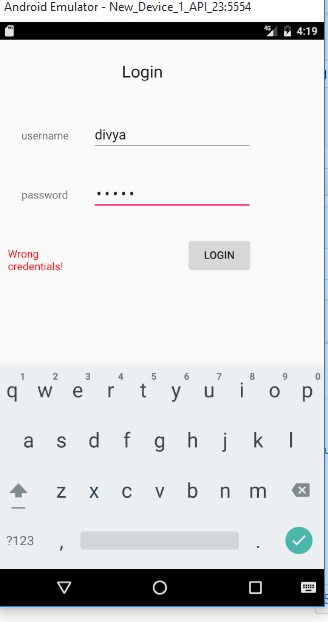 Android Emulator - New_Device_1_API_23:5554
4G 4:19
Login
username divya
password •••••
Wrong
credentials!
LOGIN
1 2 3 4 5 6 7 8 9 0
q w e r t y u i o p
a s d f g h j k l
z x c v b n m
?123 , .